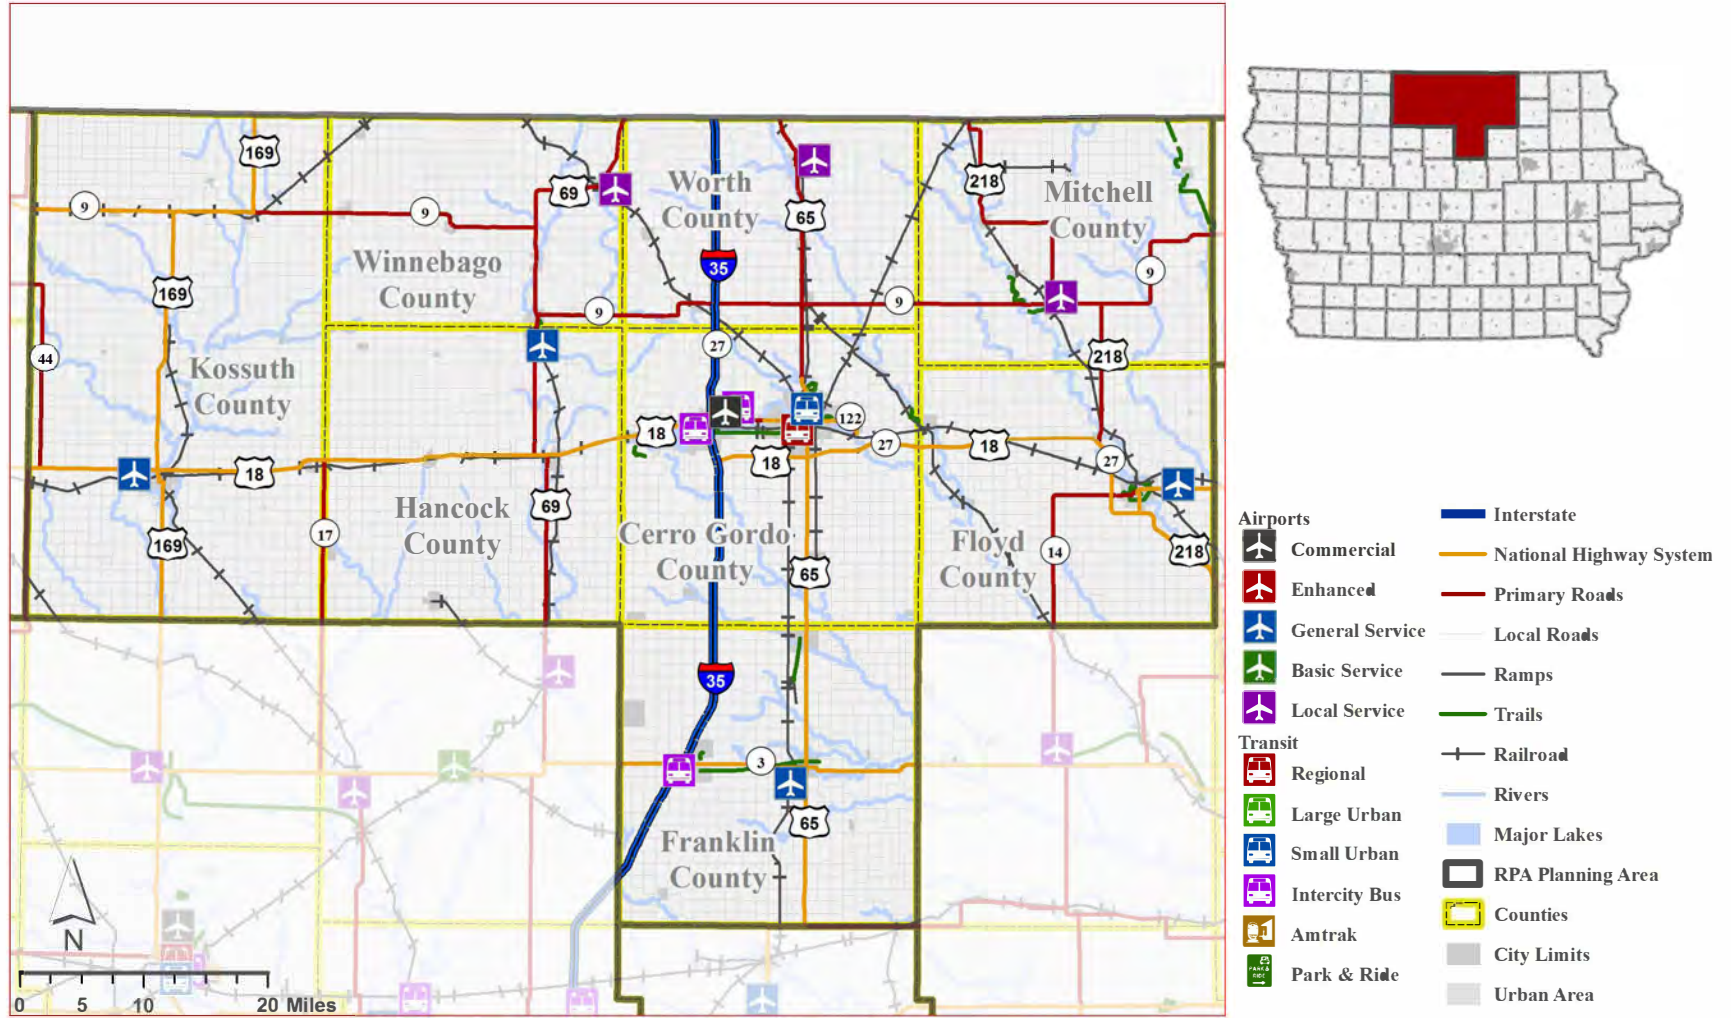 169
9
9
69
Worth
County
65
218
Mitchell
County
Winnebago
County
35
9
169
9
9
44
Kossuth
County
27
218
18
122
27
18
18
27
18
69
Hancock
County
17
169
Cerro Gordo
County
65
Floyd
County
14
218
35
3
65
Franklin
County
N
0 5 10 20 Miles
Airports
Commercial
Enhanced
General Service
Basic Service
Local Service
Transit
Regional
Large Urban
Small Urban
Intercity Bus
Amtrak
PARK & RIDE
Park & Ride
Interstate
National Highway System
Primary Roads
Local Roads
Ramps
Trails
Railroad
Rivers
Major Lakes
RPA Planning Area
Counties
City Limits
Urban Area